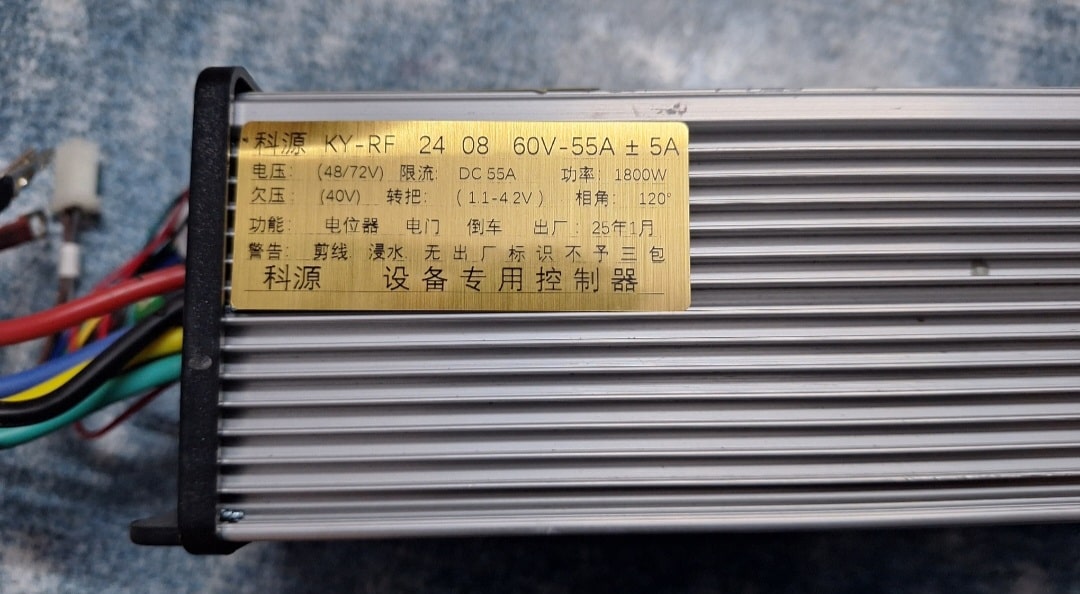 科源 KY-RF 24 08 60V-55A ± 5A
电压: (48/72V) 限流: DC 55A 功率: 1800W
欠压: (40V) 转把: (1.1-4.2V) 相角: 120°
功能: 电位器 电门 倒车 出厂: 25年1月
警告: 剪线 浸水 无出厂标识不予三包
科源 设备专用控制器